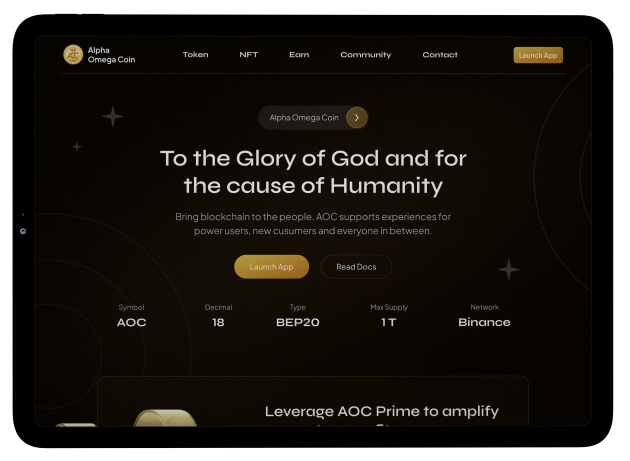 Alpha
Omega Coin
Token
NFT
Earn
Community
Contact
Launch App
AOC
Alpha Omega Coin
To the Glory of God and for
the cause of Humanity
Bring blockchain to the people. AOC supports experiences for
power users, new cusumers and everyone in between.
Launch App
Read Docs
Symbol
Decimal
Type
Max Supply
Network
AOC
18
BEP20
1 T
Binance
Leverage AOC Prime to amplify